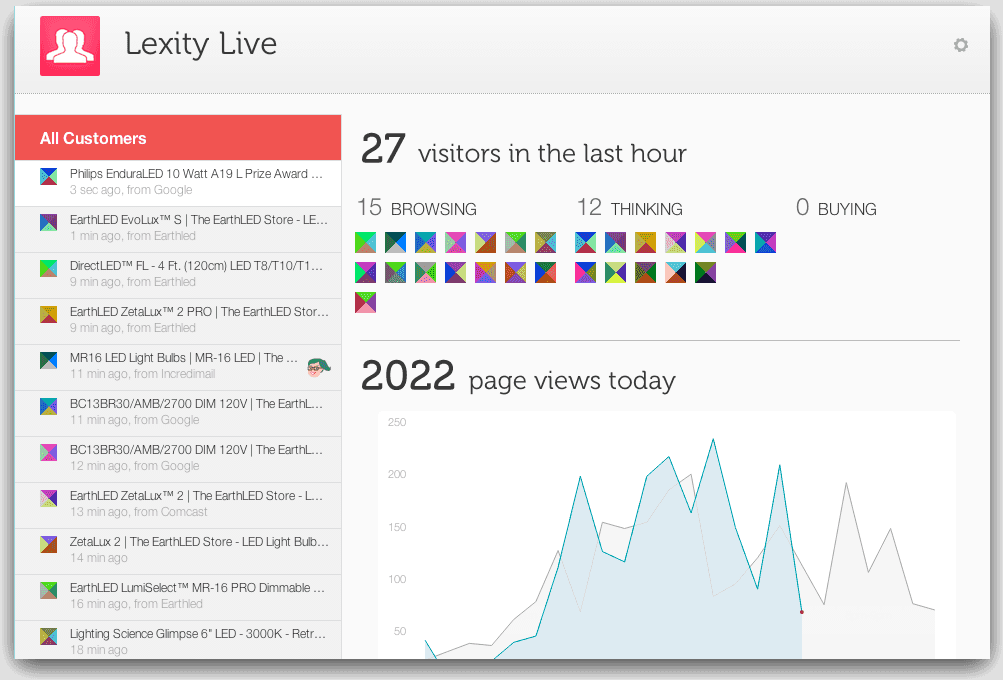 Lexity Live
All Customers
Philips EnduraLED 10 Watt A19 L Prize Award ...
3 sec ago, from Google
EarthLED EvoLux™ S | The EarthLED Store - LE...
1 min ago, from Earthled
DirectLED™ FL - 4 Ft. (120cm) LED T8/T10/T1...
9 min ago, from Earthled
EarthLED ZetaLux™ 2 PRO | The EarthLED Stor...
9 min ago, from Earthled
MR16 LED Light Bulbs | MR-16 LED | The ...
11 min ago, from Incredimail
BC13BR30/AMB/2700 DIM 120V | The EarthL...
11 min ago, from Google
BC13BR30/AMB/2700 DIM 120V | The EarthL...
12 min ago, from Google
EarthLED ZetaLux™ 2 | The EarthLED Store - L...
13 min ago, from Comcast
ZetaLux 2 | The EarthLED Store - LED Light Bulb...
14 min ago
EarthLED LumiSelect™ MR-16 PRO Dimmable ...
16 min ago, from Earthled
Lighting Science Glimpse 6" LED - 3000K - Retr...
18 min ago
27 visitors in the last hour
15 BROWSING
12 THINKING
0 BUYING
2022 page views today
250
200
150
100
50